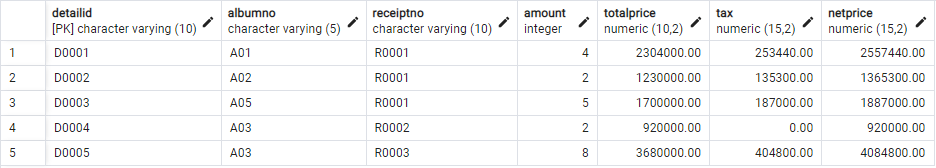 detailid albumno receiptno amount totalprice tax netprice
[PK] character varying (10) character varying (5) character varying (10) integer numeric (10,2) numeric (15,2) numeric (15,2)
1 D0001 A01 R0001 4 2304000.00 253440.00 2557440.00
2 D0002 A02 R0001 2 1230000.00 135300.00 1365300.00
3 D0003 A05 R0001 5 1700000.00 187000.00 1887000.00
4 D0004 A03 R0002 2 920000.00 0.00 920000.00
5 D0005 A03 R0003 8 3680000.00 404800.00 4084800.00